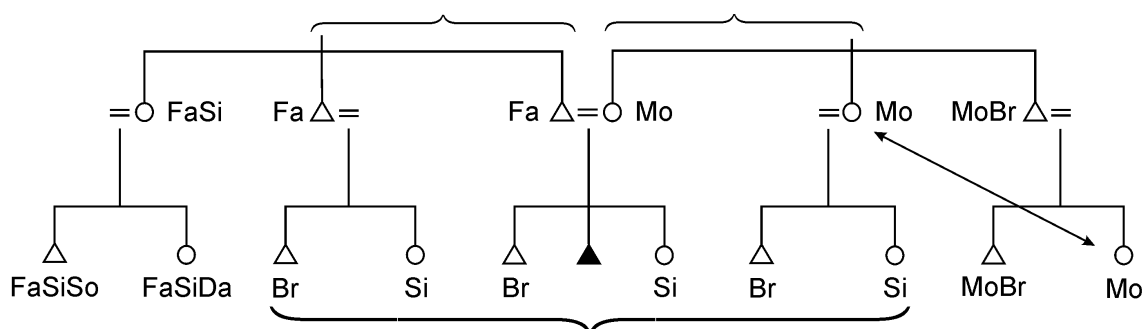 FaSi Fa Fa Mo Mo MoBr
FaSiSo FaSiDa Br Si Br Si Br Si MoBr Mo